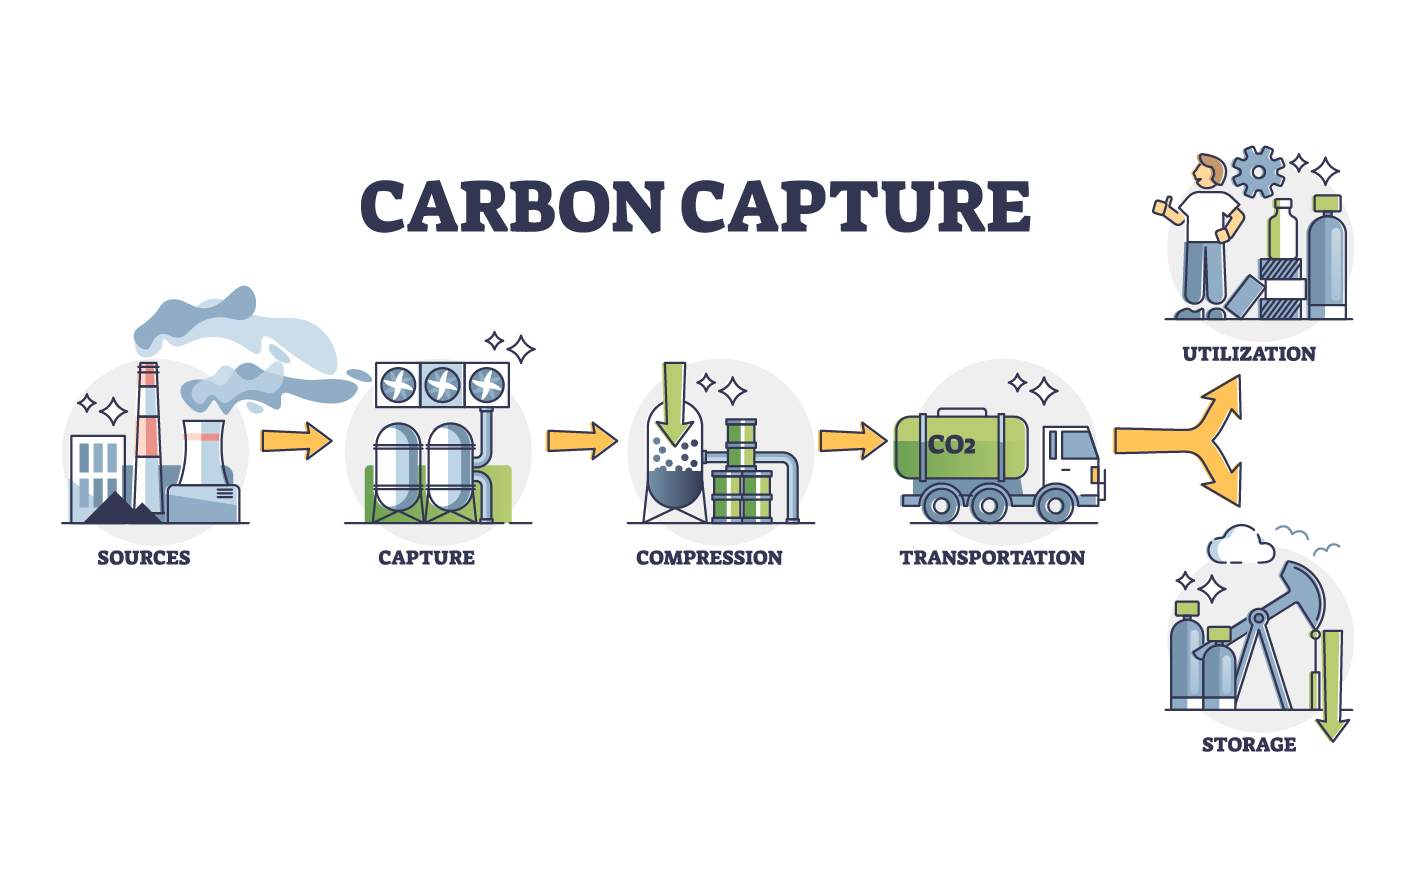 CARBON CAPTURE
SOURCES
CAPTURE
COMPRESSION
CO2
TRANSPORTATION
UTILIZATION
STORAGE